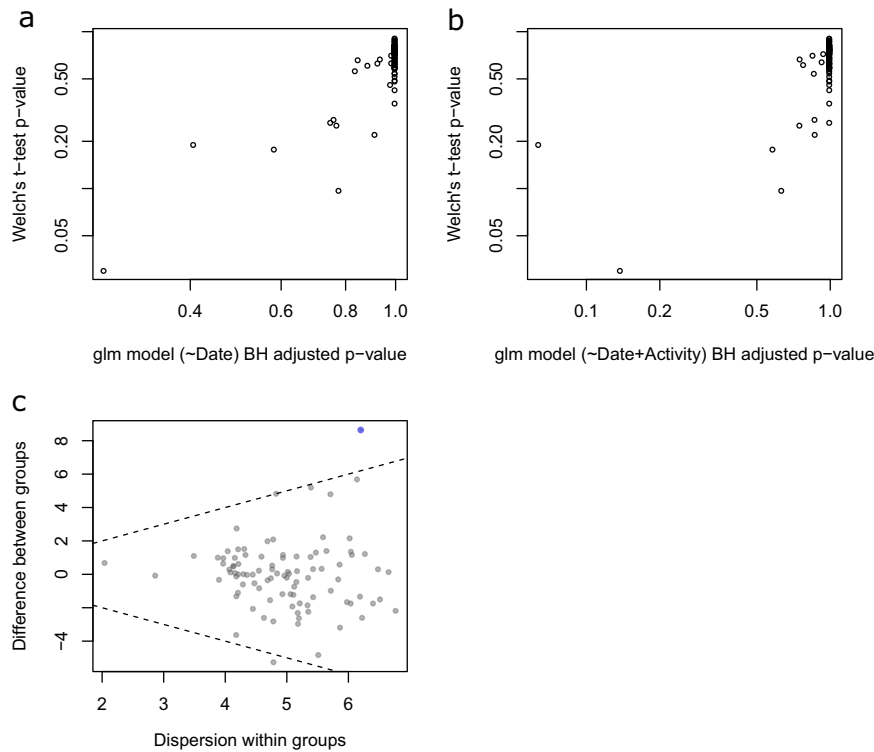 a
Welch's t−test p−value
0.50
0.20
0.05
0.4 0.6 0.8 1.0
glm model (~Date) BH adjusted p−value
b
Welch's t−test p−value
0.50
0.20
0.05
0.1 0.2 0.5 1.0
glm model (~Date+Activity) BH adjusted p−value
c
Difference between groups
8
6
4
2
0
−4
2 3 4 5 6
Dispersion within groups